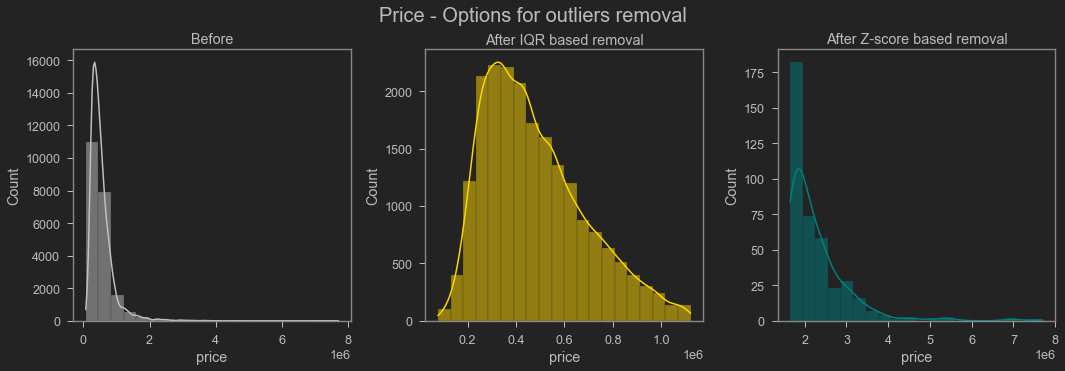 Price - Options for outliers removal
Before
Count
16000
14000
12000
10000
8000
6000
4000
2000
0
0 2 4 6 8
1e6
price
After IQR based removal
Count
2000
1500
1000
500
0
0.2 0.4 0.6 0.8 1.0
1e6
price
After Z-score based removal
Count
175
150
125
100
75
50
25
0
2 3 4 5 6 7 8
1e6
price